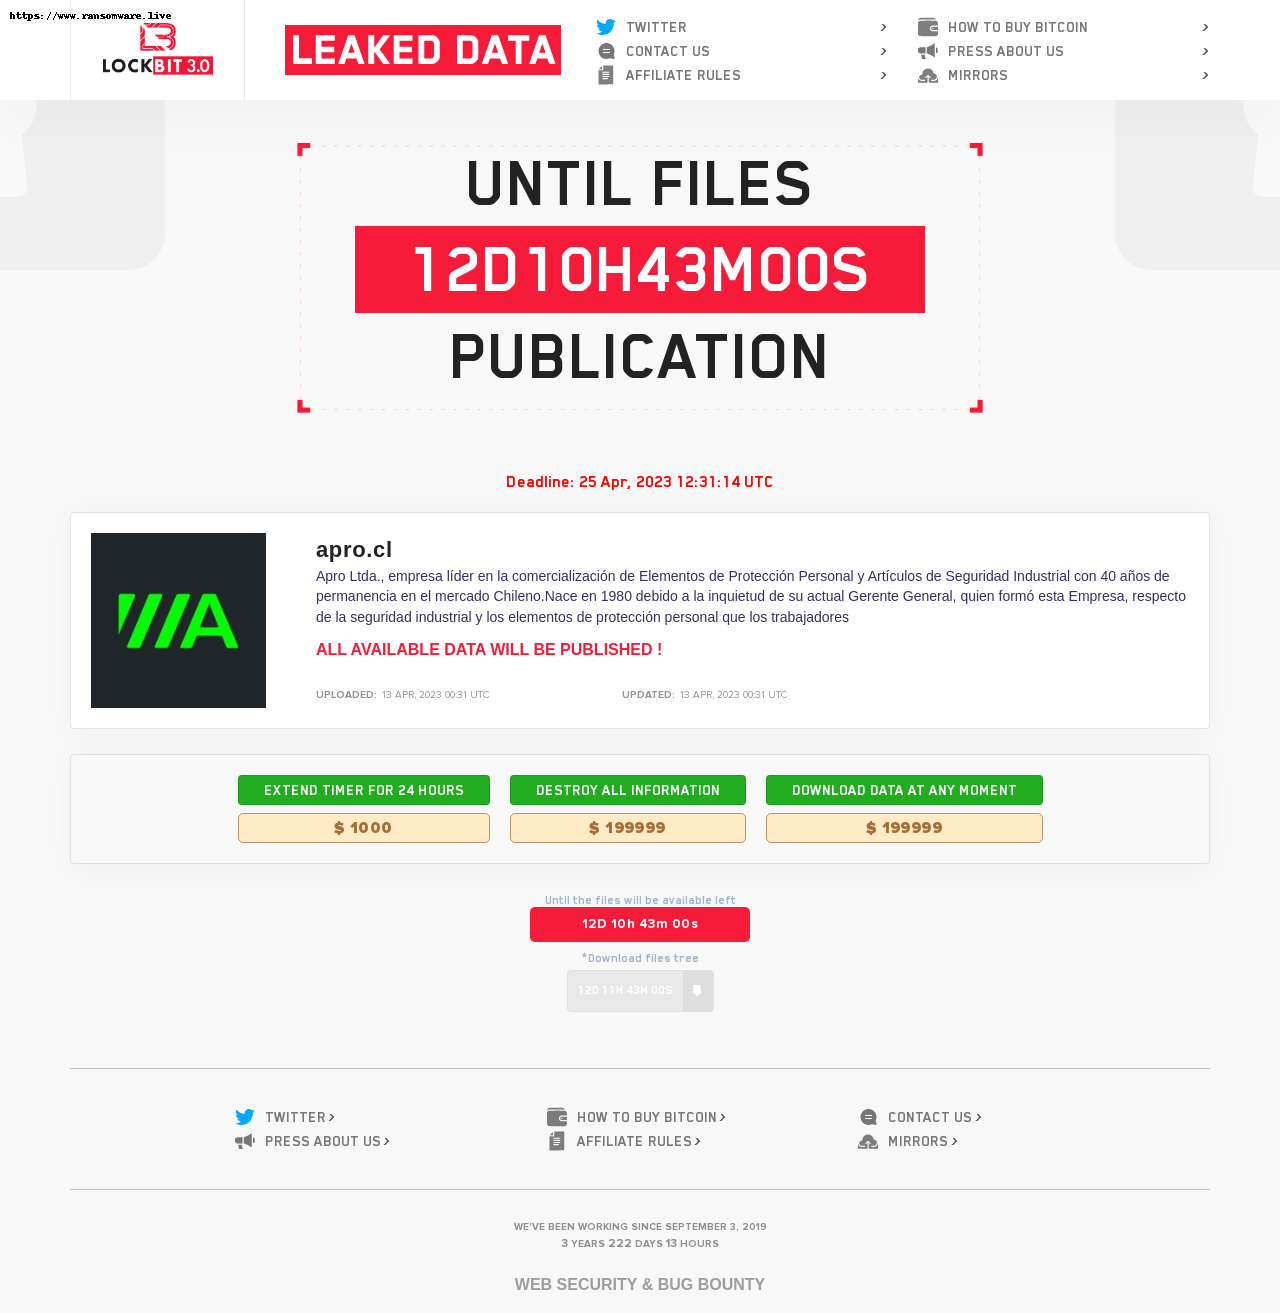 https://www.ransomware.live
LOCKBIT 3.0
LEAKED DATA
TWITTER
CONTACT US
AFFILIATE RULES
HOW TO BUY BITCOIN
PRESS ABOUT US
MIRRORS
UNTIL FILES
12D10H43M00S
PUBLICATION
Deadline: 25 Apr, 2023 12:31:14 UTC
apro.cl
Apro Ltda., empresa líder en la comercialización de Elementos de Protección Personal y Artículos de Seguridad Industrial con 40 años de
permanencia en el mercado Chileno.Nace en 1980 debido a la inquietud de su actual Gerente General, quien formó esta Empresa, respecto
de la seguridad industrial y los elementos de protección personal que los trabajadores
ALL AVAILABLE DATA WILL BE PUBLISHED !
UPLOADED: 13 APR, 2023 00:31 UTC UPDATED: 13 APR, 2023 00:31 UTC
EXTEND TIMER FOR 24 HOURS
$ 1000
DESTROY ALL INFORMATION
$ 199999
DOWNLOAD DATA AT ANY MOMENT
$ 199999
Until the files will be available left
12D 10h 43m 00s
*Download files tree
12D 11H 43M 00S
TWITTER
PRESS ABOUT US
HOW TO BUY BITCOIN
AFFILIATE RULES
CONTACT US
MIRRORS
WE'VE BEEN WORKING SINCE SEPTEMBER 3, 2019
3 YEARS 222 DAYS 13 HOURS
WEB SECURITY & BUG BOUNTY